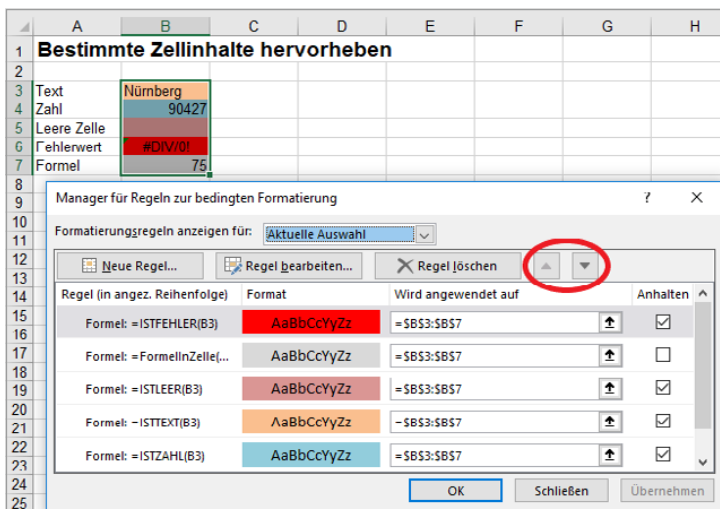 A B C D E F G H
1 Bestimmte Zellinhalte hervorheben
2
3 Text Nürnberg
4 Zahl 90427
5 Leere Zelle
6 Fehlerwert #DIV/0!
7 Formel 75
8
9 Manager für Regeln zur bedingten Formatierung ? X
10 Formatierungsregeln anzeigen für: Aktuelle Auswahl
11
12 Neue Regel... Regel bearbeiten... Regel löschen
13
14 Regel (in angez. Reihenfolge) Format Wird angewendet auf Anhalten
15 Formel: =ISTFEHLER(B3) AaBbCcYyZz =$B$3:$B$7
16
17 Formel: =FormelInZelle(... AaBbCcYyZz =$B$3:$B$7
18
19 Formel: =ISTLEER(B3) AaBbCcYyZz =$B$3:$B$7
20
21 Formel: =ISTTEXT(B3) AaBbCcYyZz =$B$3:$B$7
22
23 Formel: =ISTZAHL(B3) AaBbCcYyZz =$B$3:$B$7
24 OK Schließen Übernehmen
25